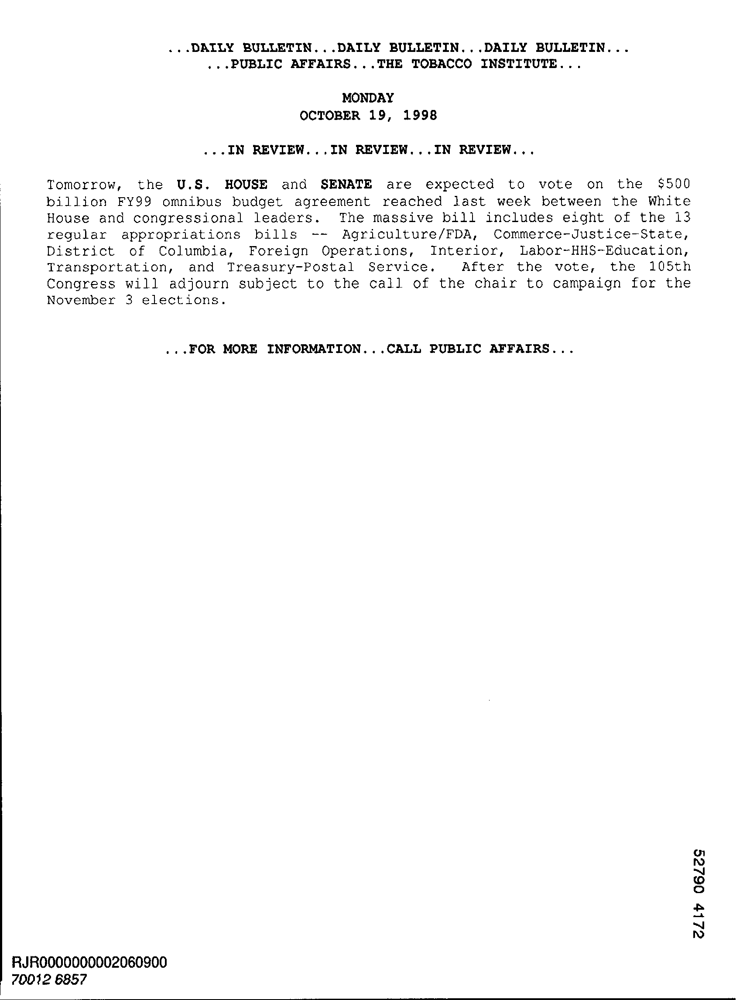 ...DAILY BULLETIN...DAILY BULLETIN...DAILY BULLETIN...
...PUBLIC AFFAIRS...THE TOBACCO INSTITUTE...
MONDAY
OCTOBER 19, 1998
...IN REVIEW...IN REVIEW...IN REVIEW...
Tomorrow, the U.S. HOUSE and SENATE are expected to vote on the $500
billion FY99 omnibus budget agreement reached last week between the White
House and congressional leaders. The massive bill includes eight of the 13
regular appropriations bills -- Agriculture/FDA, Commerce-Justice-State,
District of Columbia, Foreign Operations, Interior, Labor-HHS-Education,
Transportation, and Treasury-Postal Service. After the vote, the 105th
Congress will adjourn subject to the call of the chair to campaign for the
November 3 elections.
...FOR MORE INFORMATION...CALL PUBLIC AFFAIRS...
52790 4172
RJR0000000002060900
70012 6857